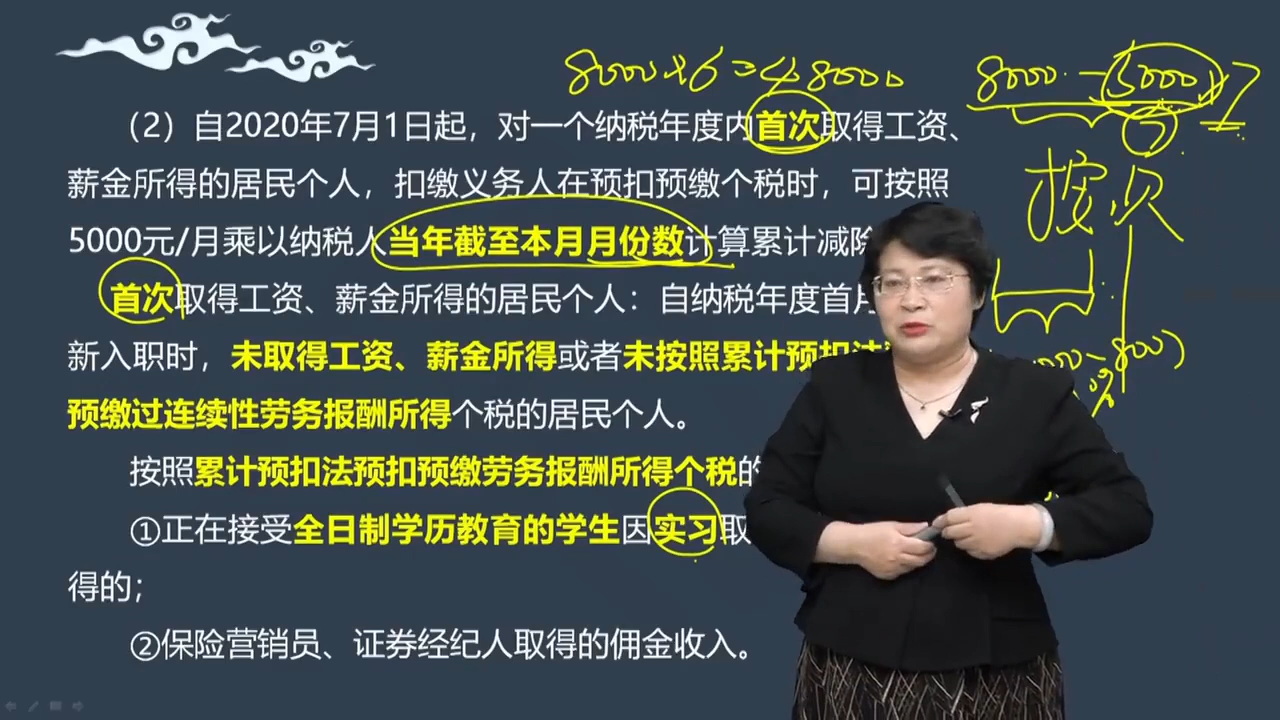 8000×6=48000
8000-5000×7
7
(2)自2020年7月1日起，对一个纳税年度内首次取得工资、
薪金所得的居民个人，扣缴义务人在预扣预缴个税时，可按照
按次
5000元/月乘以纳税人当年截至本月月份数计算累计减除
首次取得工资、薪金所得的居民个人：自纳税年度首月
新入职时，未取得工资、薪金所得或者未按照累计预扣法
-800)
预缴过连续性劳务报酬所得个税的居民个人。
按照累计预扣法预扣预缴劳务报酬所得个税的
①正在接受全日制学历教育的学生因实习取
得的；
②保险营销员、证券经纪人取得的佣金收入。